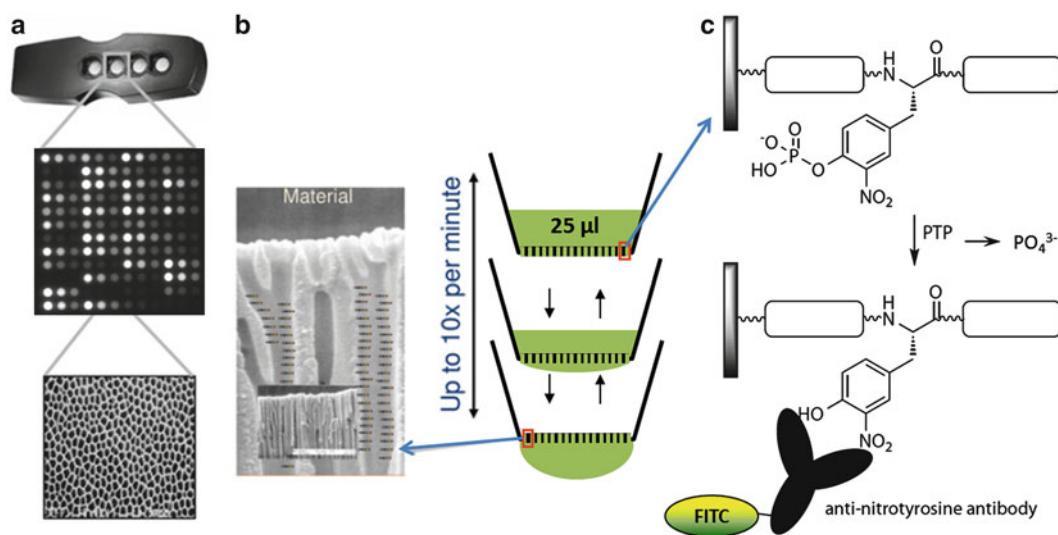 a
b
c
Material
Up to 10x per minute
25 µl
H
N
O
O
⁻O
P
HO
O
NO₂
PTP
PO₄³⁻
H
N
O
HO
NO₂
FITC
anti-nitrotyrosine antibody